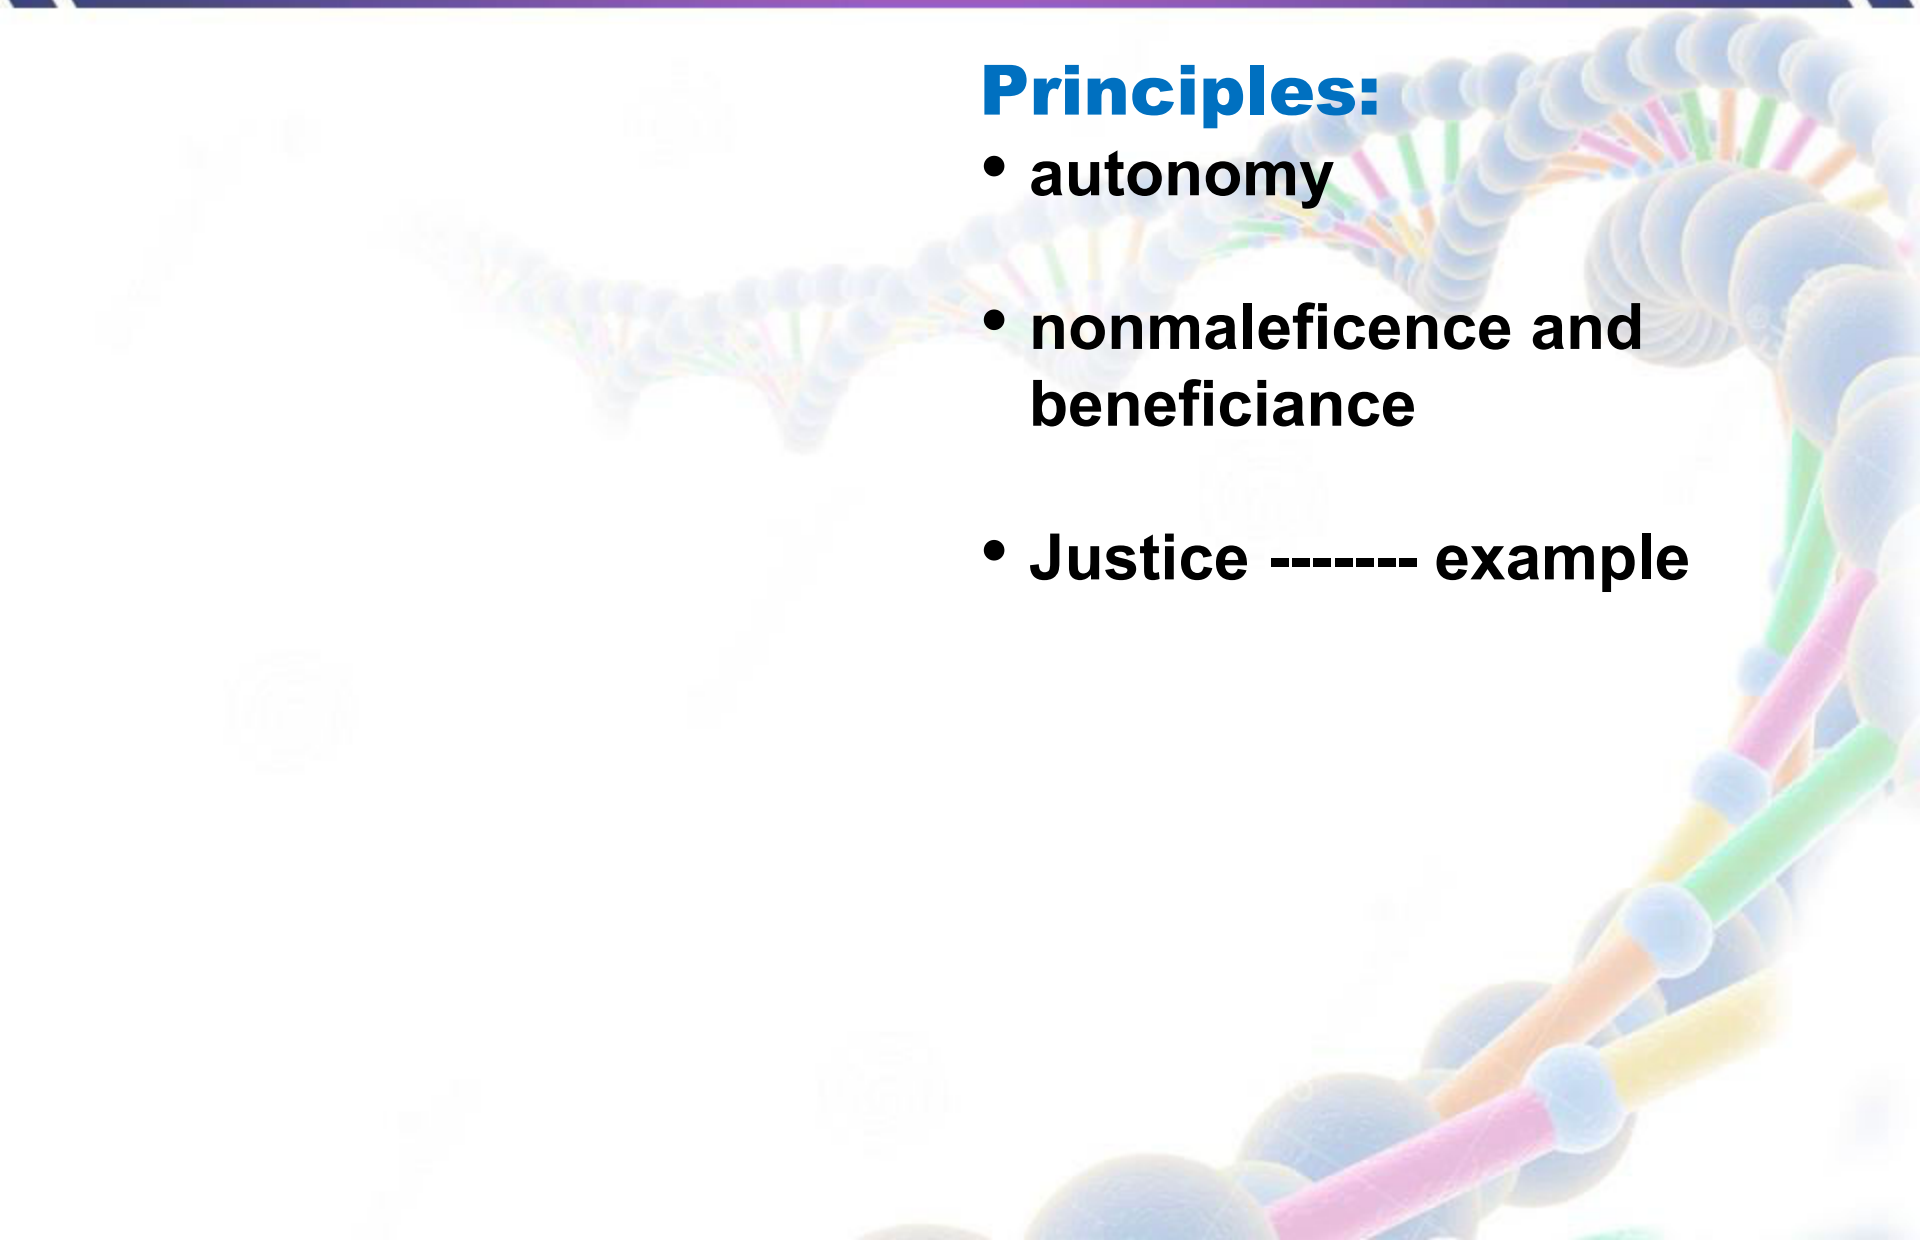 Principles:
• autonomy
• nonmaleficence and
beneficiance
• Justice ------- example